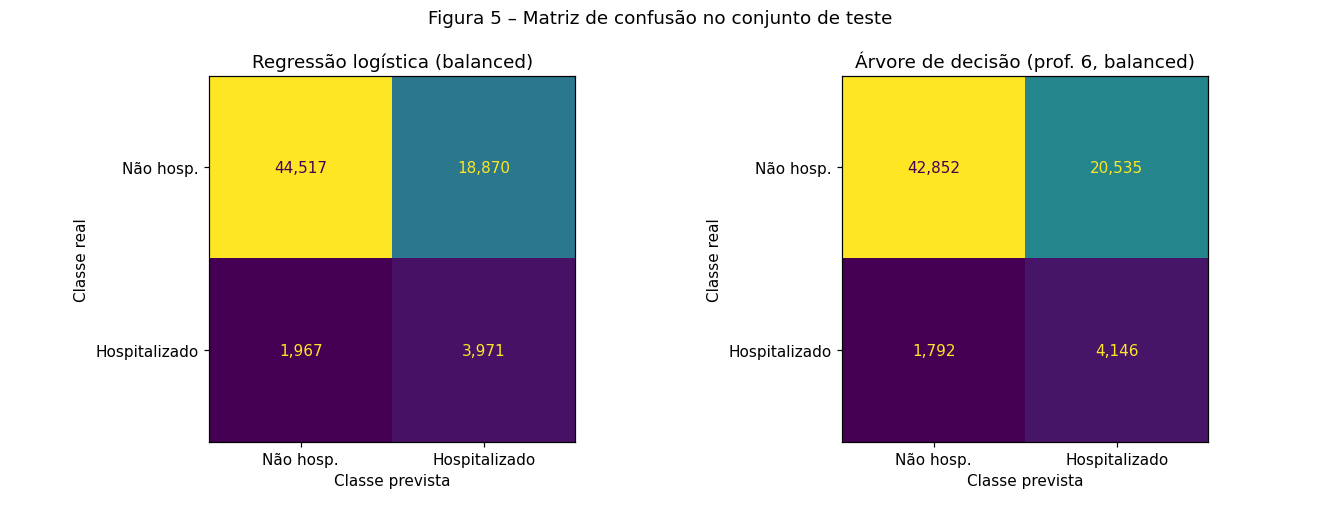 Figura 5 – Matriz de confusão no conjunto de teste
Regressão logística (balanced)
Classe real
Não hosp.
44,517
18,870
Hospitalizado
1,967
3,971
Não hosp.
Hospitalizado
Classe prevista
Árvore de decisão (prof. 6, balanced)
Classe real
Não hosp.
42,852
20,535
Hospitalizado
1,792
4,146
Não hosp.
Hospitalizado
Classe prevista